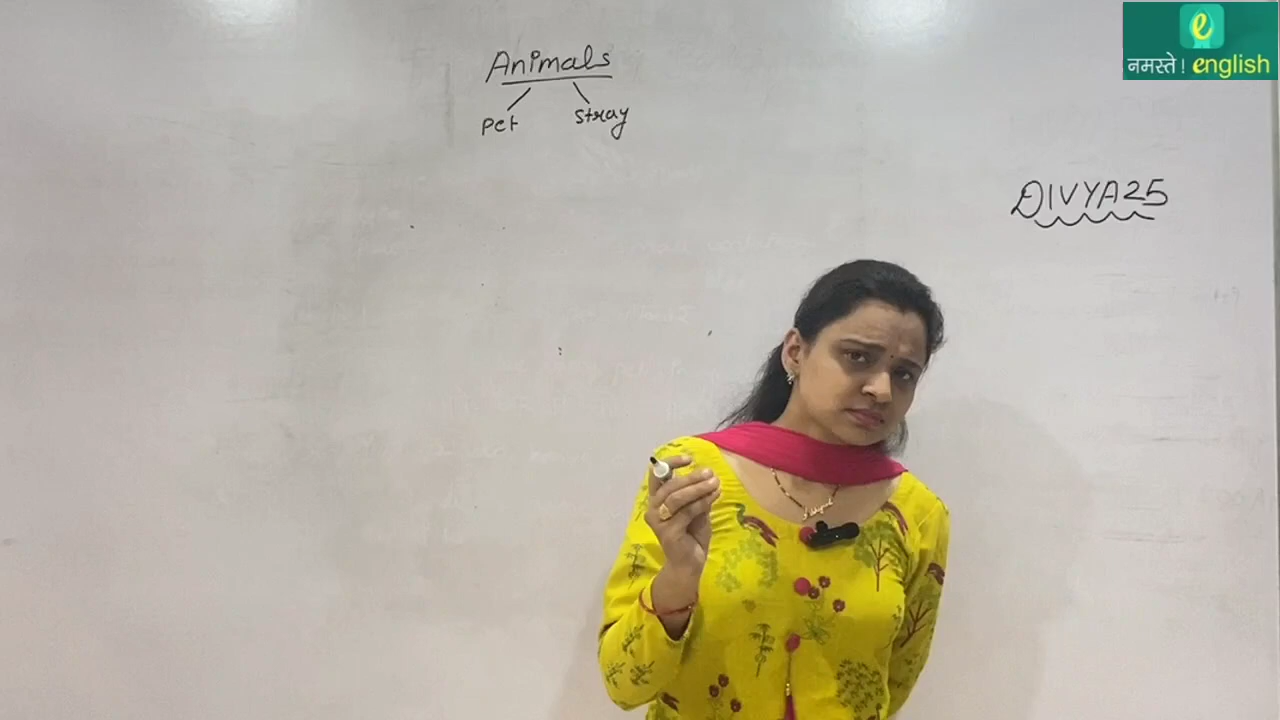 Animals
Pet Stray
DIVYA25
e
नमस्ते! english